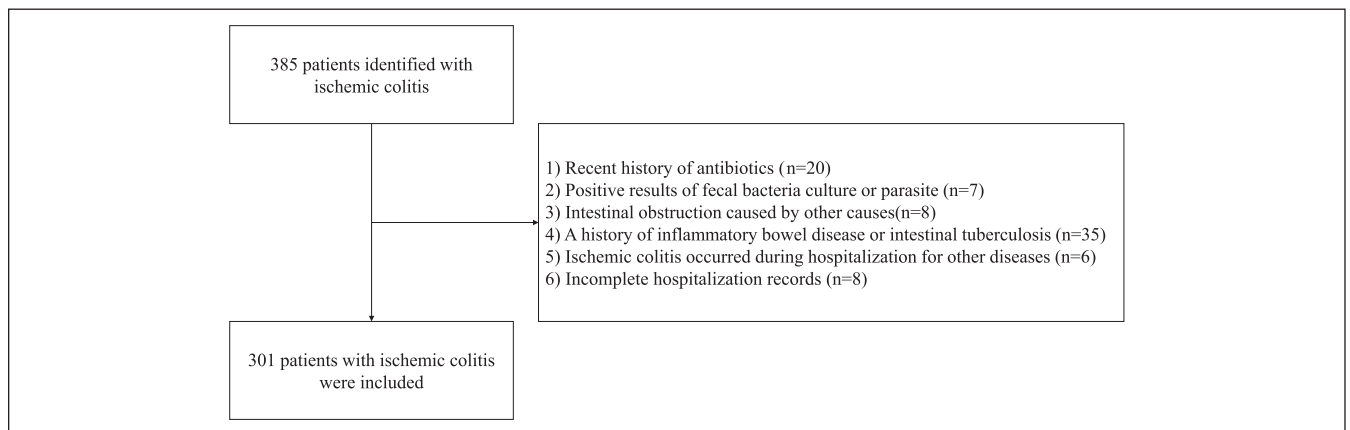 385 patients identified with
ischemic colitis
1) Recent history of antibiotics (n=20)
2) Positive results of fecal bacteria culture or parasite (n=7)
3) Intestinal obstruction caused by other causes(n=8)
4) A history of inflammatory bowel disease or intestinal tuberculosis (n=35)
5) Ischemic colitis occurred during hospitalization for other diseases (n=6)
6) Incomplete hospitalization records (n=8)
301 patients with ischemic colitis
were included